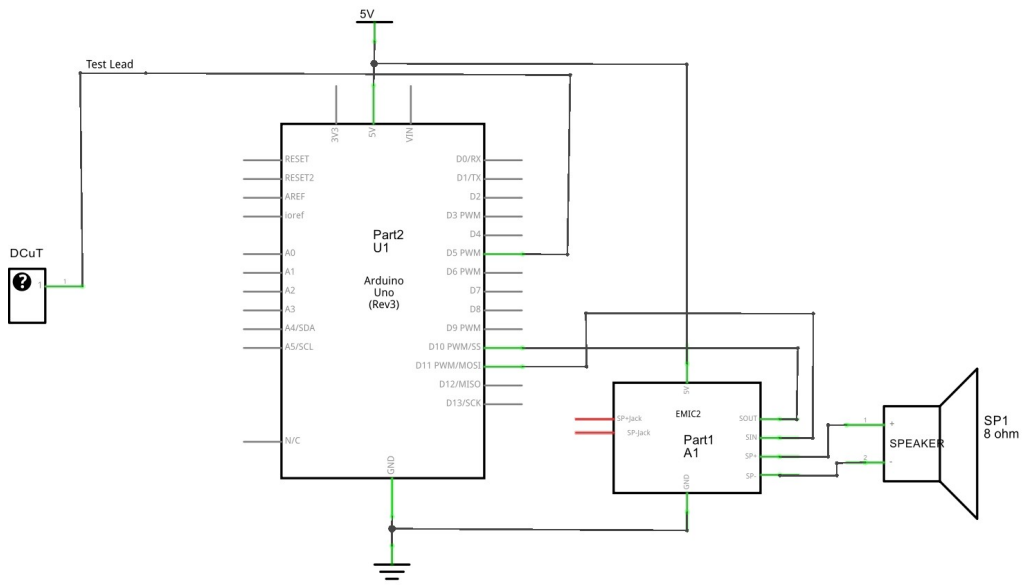 5V
Test Lead
3V3
5V
VIN
RESET
RESET2
AREF
ioref
A0
A1
A2
A3
A4/SDA
A5/SCL
N/C
D0/RX
D1/TX
D2
D3 PWM
D4
D5 PWM
D6 PWM
D7
D8
D9 PWM
D10 PWM/SS
D11 PWM/MOSI
D12/MISO
D13/SCK
Part2
U1
Arduino
Uno
(Rev3)
GND
DCuT
?
1
1
5V
EMIC2
SP+Jack
SP-Jack
Part1
A1
SOUT
SIN
SP+
SP-
GND
1
2
+
-
SPEAKER
SP1
8 ohm